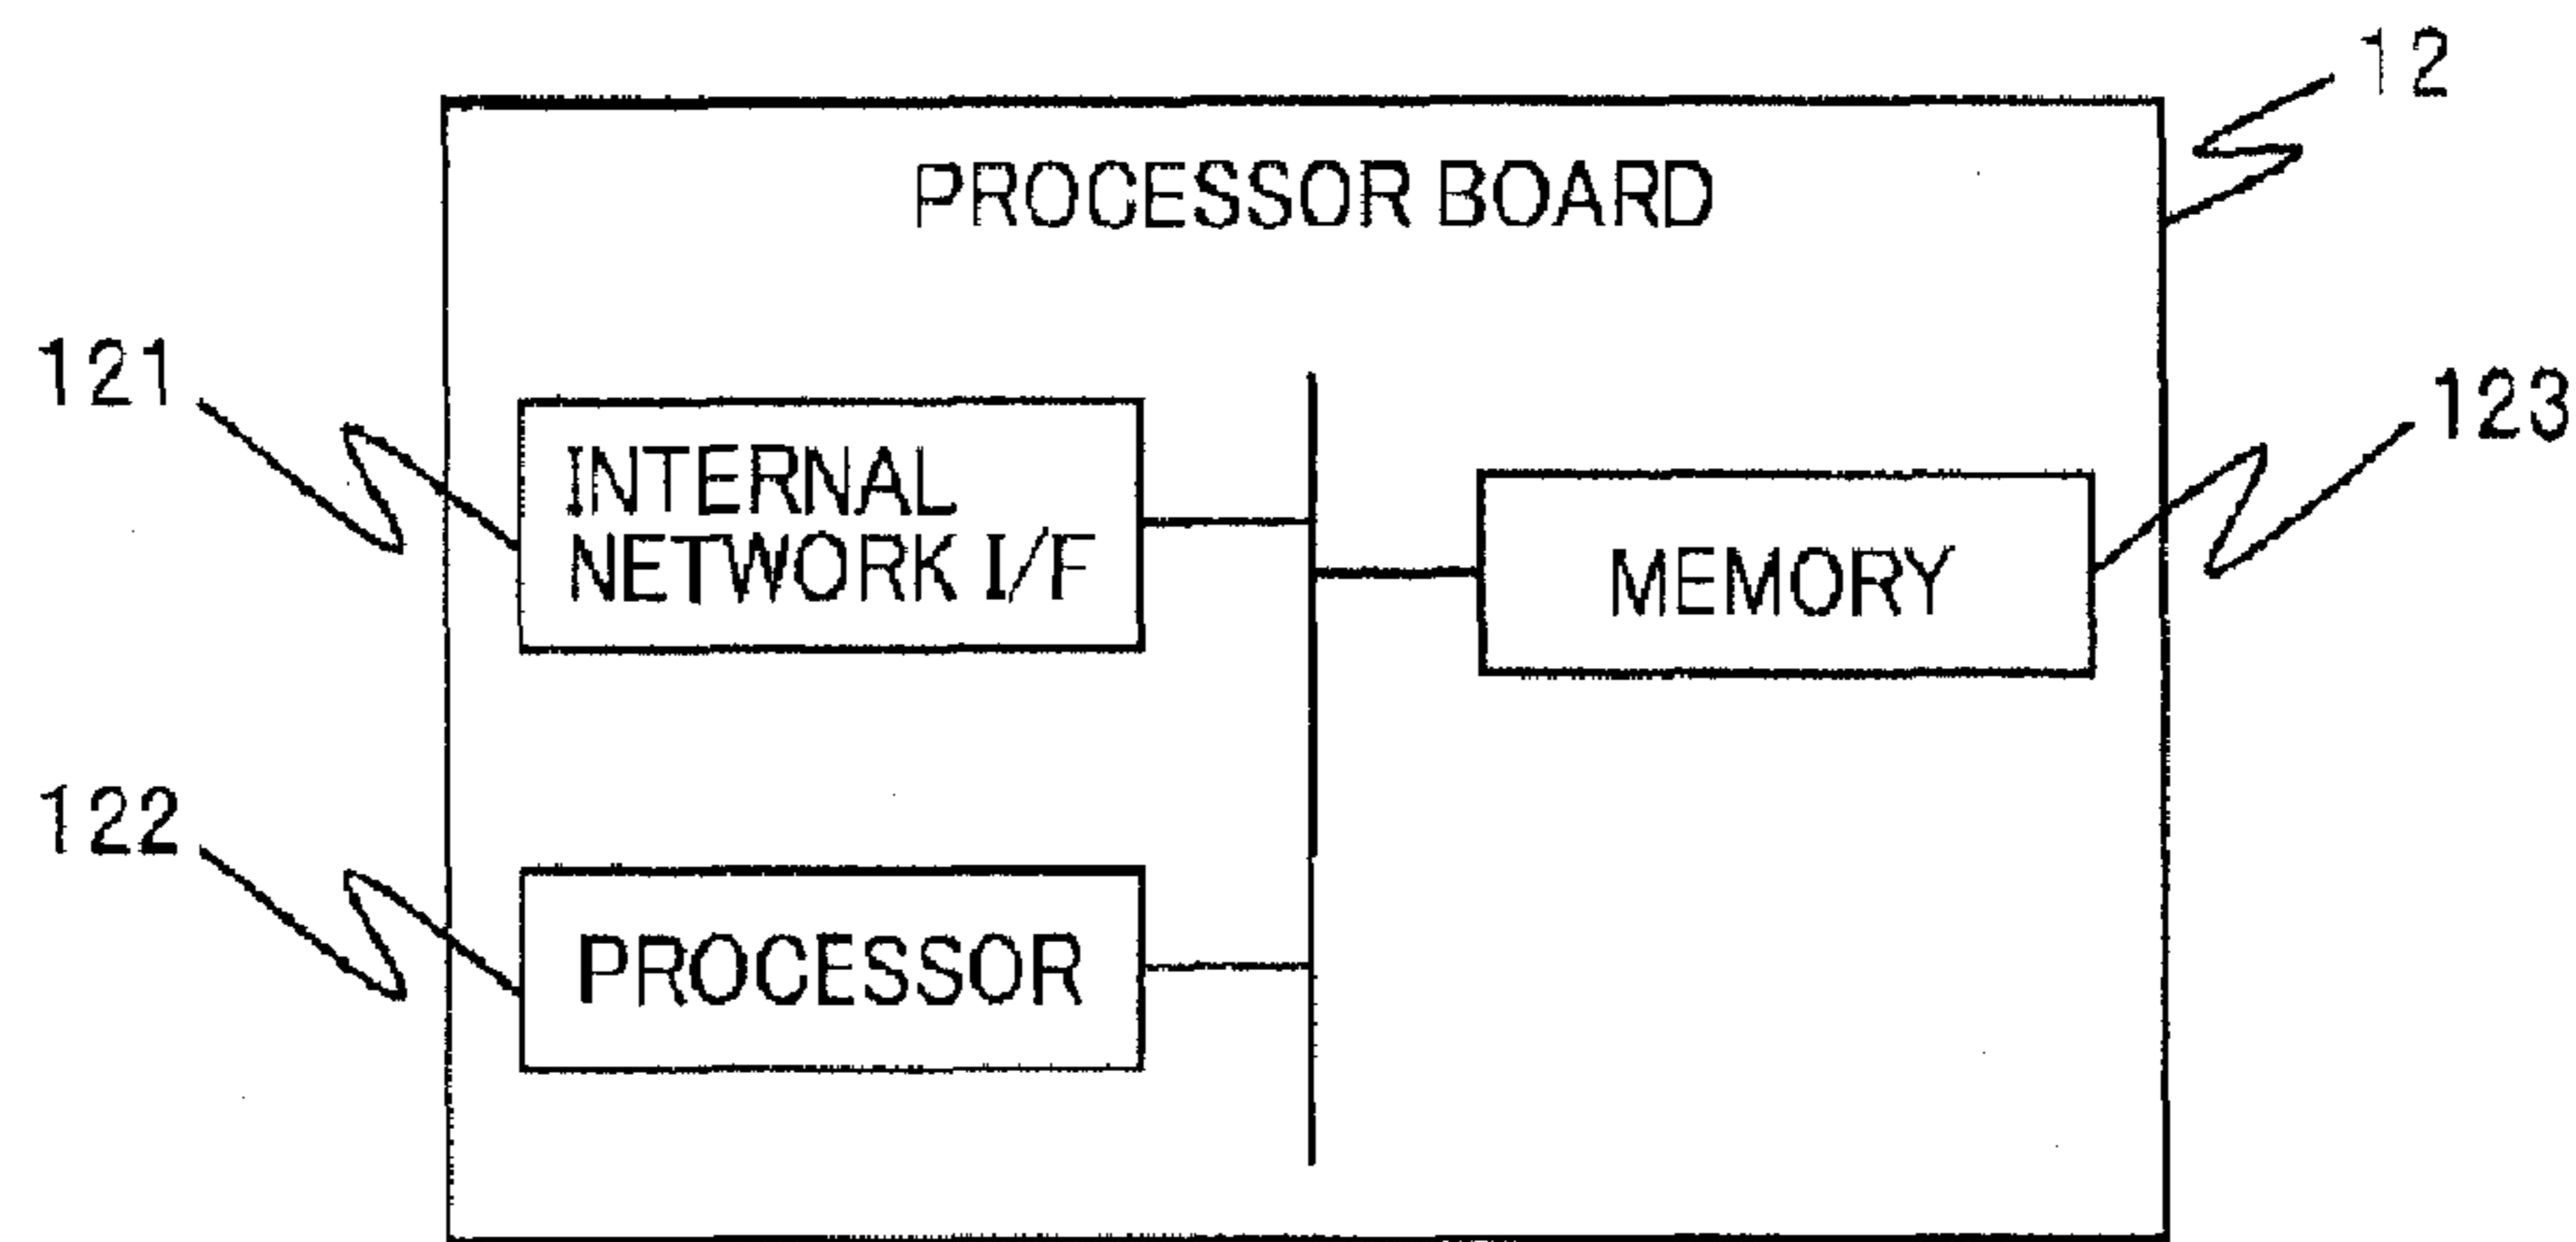 12
PROCESSOR BOARD
121
INTERNAL
NETWORK I/F
123
MEMORY
122
PROCESSOR